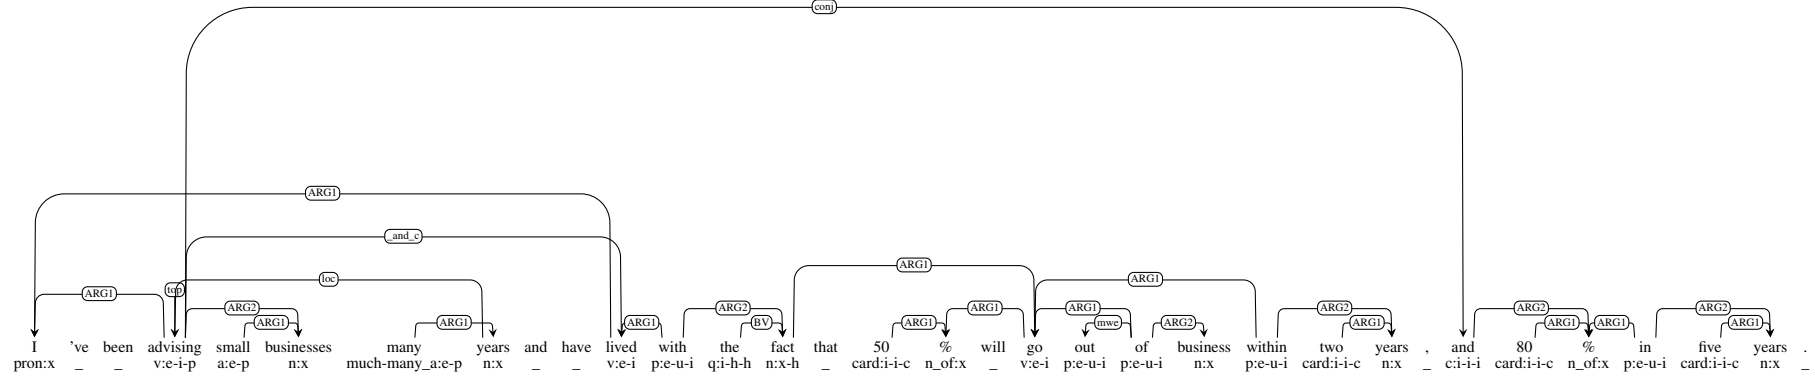 conj
ARG1
_and_c
ARG1 ARG1
top loc
ARG1
ARG2 ARG2 ARG1 ARG1 ARG2 ARG2 ARG2
ARG1 ARG1 ARG1 BV ARG1 mwe ARG2 ARG1 ARG1 ARG1 ARG1
I 've been advising small businesses many years and have lived with the fact that 50 % will go out of business within two years , and 80 % in five years .
pron:x _ _ v:e-i-p a:e-p n:x much-many_a:e-p n:x _ _ v:e-i p:e-u-i q:i-h-h n:x-h _ card:i-i-c n_of:x _ v:e-i p:e-u-i p:e-u-i n:x p:e-u-i card:i-i-c n:x _ c:i-i-i card:i-i-c n_of:x p:e-u-i card:i-i-c n:x _